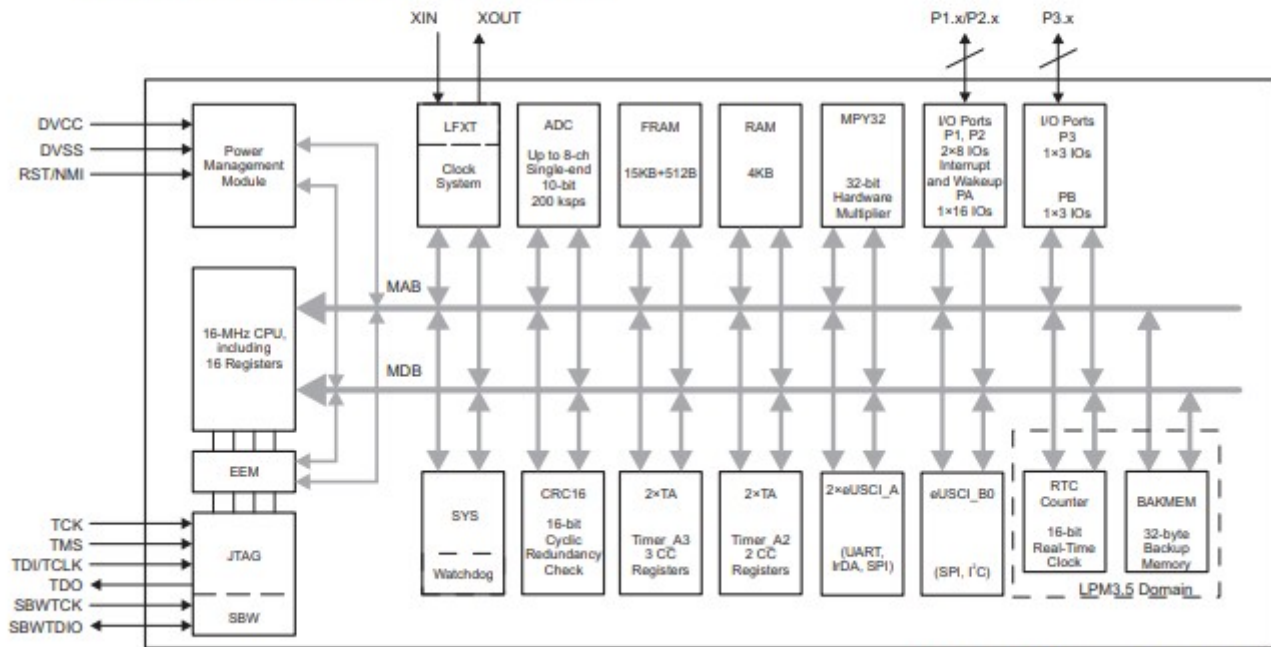 XIN
XOUT
P1.x/P2.x
P3.x
DVCC
DVSS
RST/NMI
Power
Management
Module
LFXT
Clock
System
ADC
Up to 8-ch
Single-end
10-bit
200 ksps
FRAM
15KB+512B
RAM
4KB
MPY32
32-bit
Hardware
Multiplier
I/O Ports
P1, P2
2×8 IOs
Interrupt
and Wakeup
PA
1×16 IOs
I/O Ports
P3
1×3 IOs
PB
1×3 IOs
MAB
16-MHz CPU,
including
16 Registers
MDB
EEM
TCK
TMS
TDI/TCLK
TDO
SBWTCK
SBWTDIO
JTAG
SBW
SYS
Watchdog
CRC16
16-bit
Cyclic
Redundancy
Check
2×TA
Timer_A3
3 CC
Registers
2×TA
Timer_A2
2 CC
Registers
2×eUSCI_A
(UART,
IrDA, SPI)
eUSCI_B0
(SPI, I²C)
RTC
Counter
16-bit
Real-Time
Clock
BAKMEM
32-byte
Backup
Memory
LPM3.5 Domain